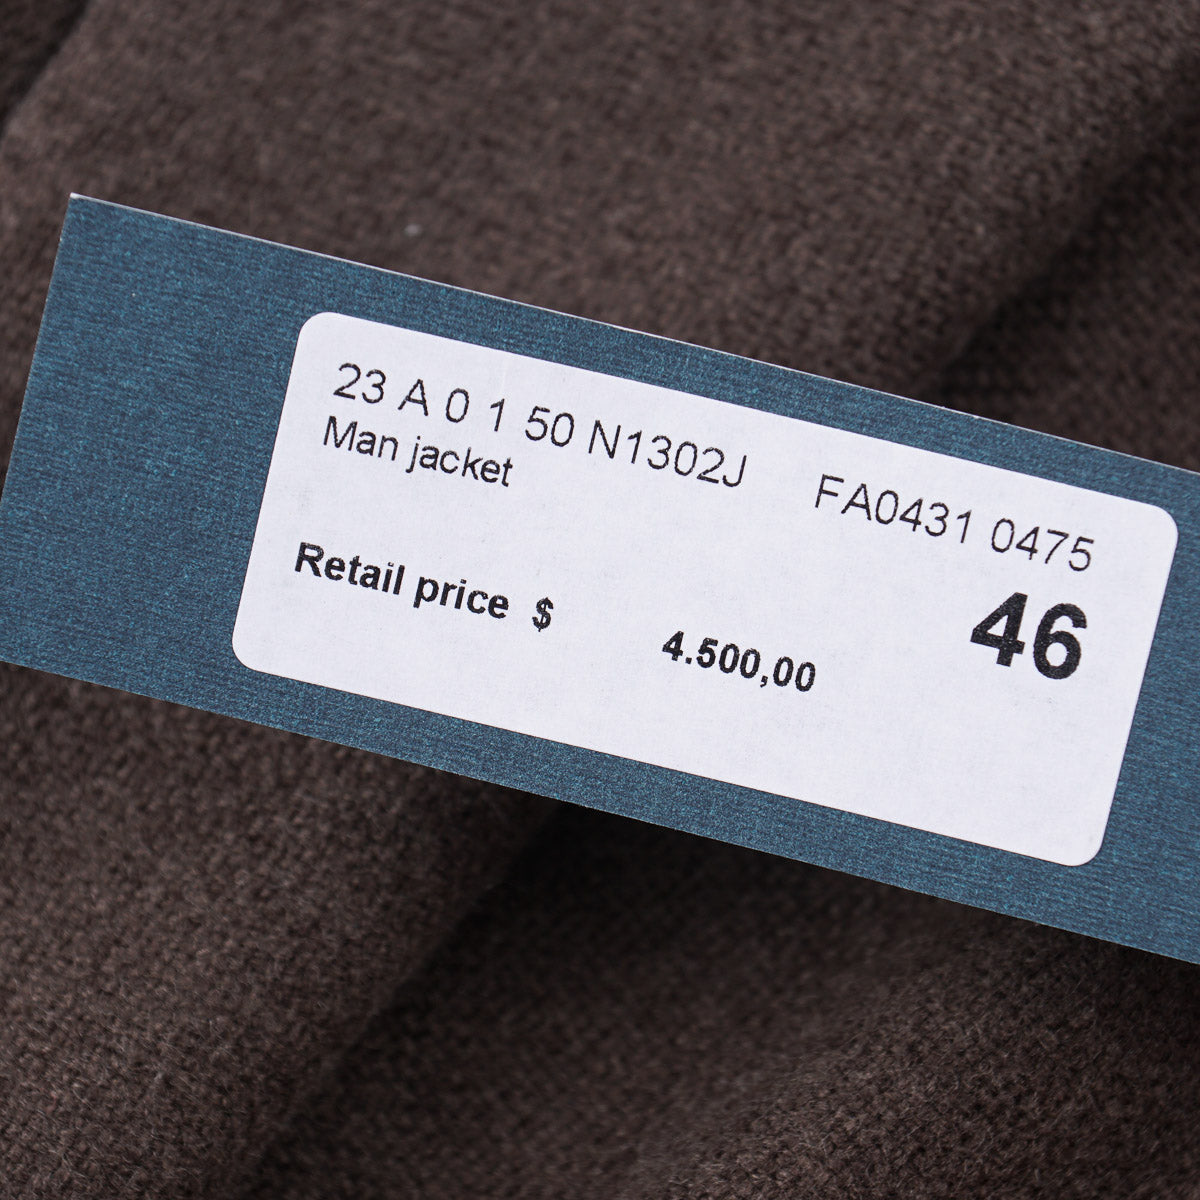 23 A 0 1 50 N1302J FA0431 0475
Man jacket
46
Retail price $ 4.500,00